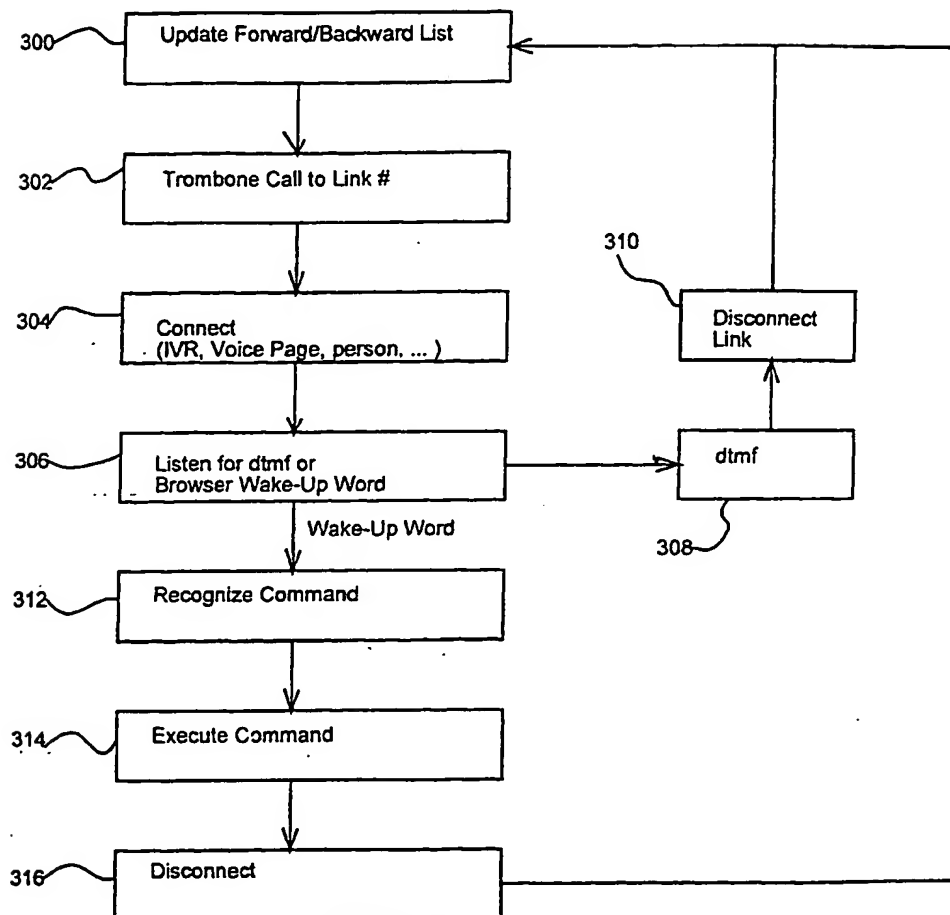 300
Update Forward/Backward List
302
Trombone Call to Link #
304
Connect
(IVR, Voice Page, person, ... )
306
Listen for dtmf or
Browser Wake-Up Word
308
dtmf
310
Disconnect
Link
Wake-Up Word
312
Recognize Command
314
Execute Command
316
Disconnect